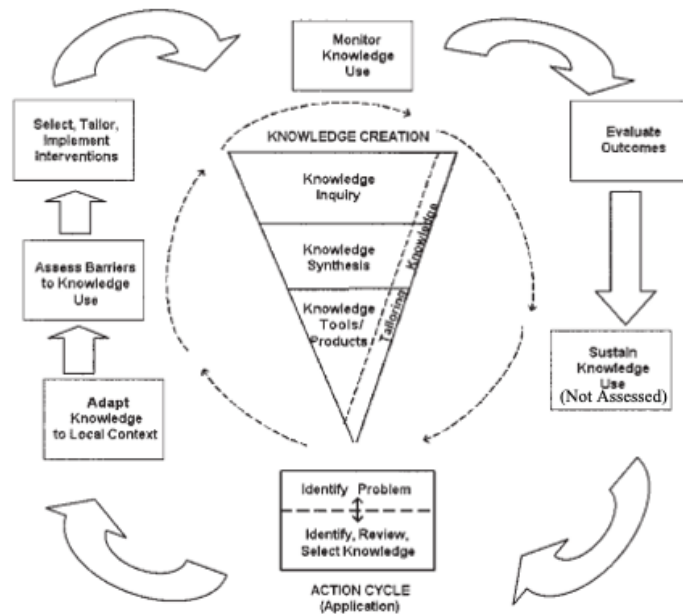 Monitor
Knowledge
Use
Select, Tailor,
Implement
Interventions
Evaluate
Outcomes
KNOWLEDGE CREATION
Knowledge
Inquiry
Knowledge
Synthesis
Knowledge
Tools/
Products
Tailoring
Knowledge
Assess Barriers
to Knowledge
Use
Adapt
Knowledge
to Local Context
Sustain
Knowledge
Use
(Not Assessed)
Identify Problem
Identify, Review,
Select Knowledge
ACTION CYCLE
(Application)